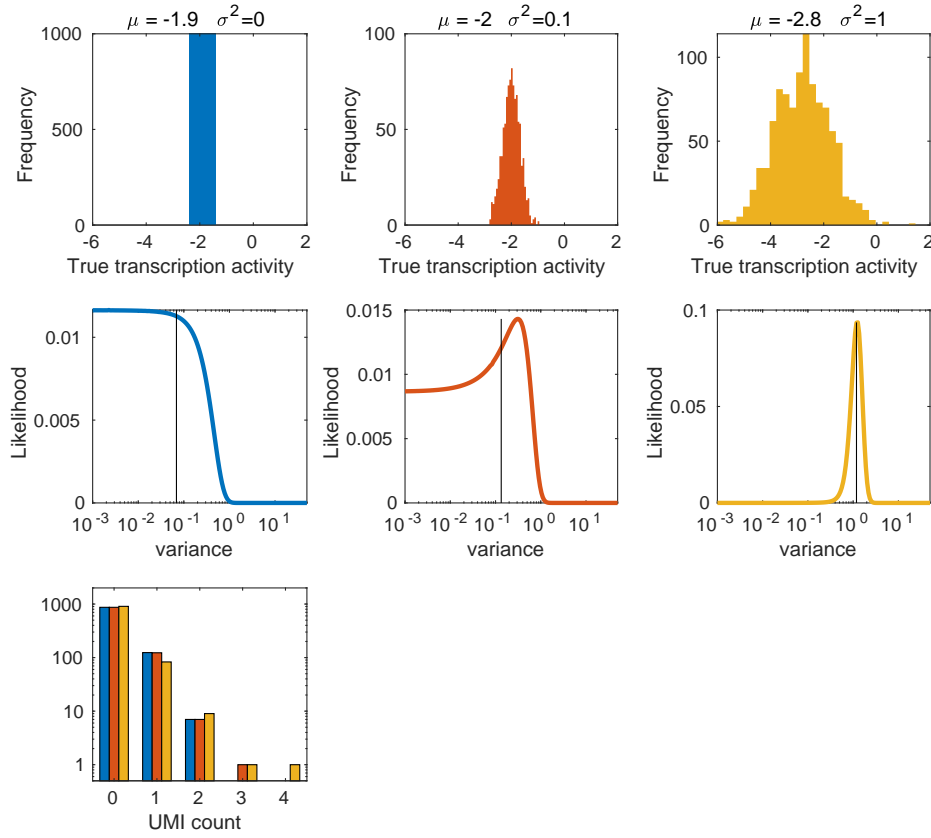 μ = -1.9 σ²=0
1000
500
0
Frequency
-6 -4 -2 0 2
True transcription activity
μ = -2 σ²=0.1
100
50
0
Frequency
-6 -4 -2 0 2
True transcription activity
μ = -2.8 σ²=1
100
50
0
Frequency
-6 -4 -2 0 2
True transcription activity
0.01
0.005
0
Likelihood
10⁻³ 10⁻² 10⁻¹ 10⁰ 10¹
variance
0.015
0.01
0.005
0
Likelihood
10⁻³ 10⁻² 10⁻¹ 10⁰ 10¹
variance
0.1
0.05
0
Likelihood
10⁻³ 10⁻² 10⁻¹ 10⁰ 10¹
variance
1000
100
10
1
0 1 2 3 4
UMI count